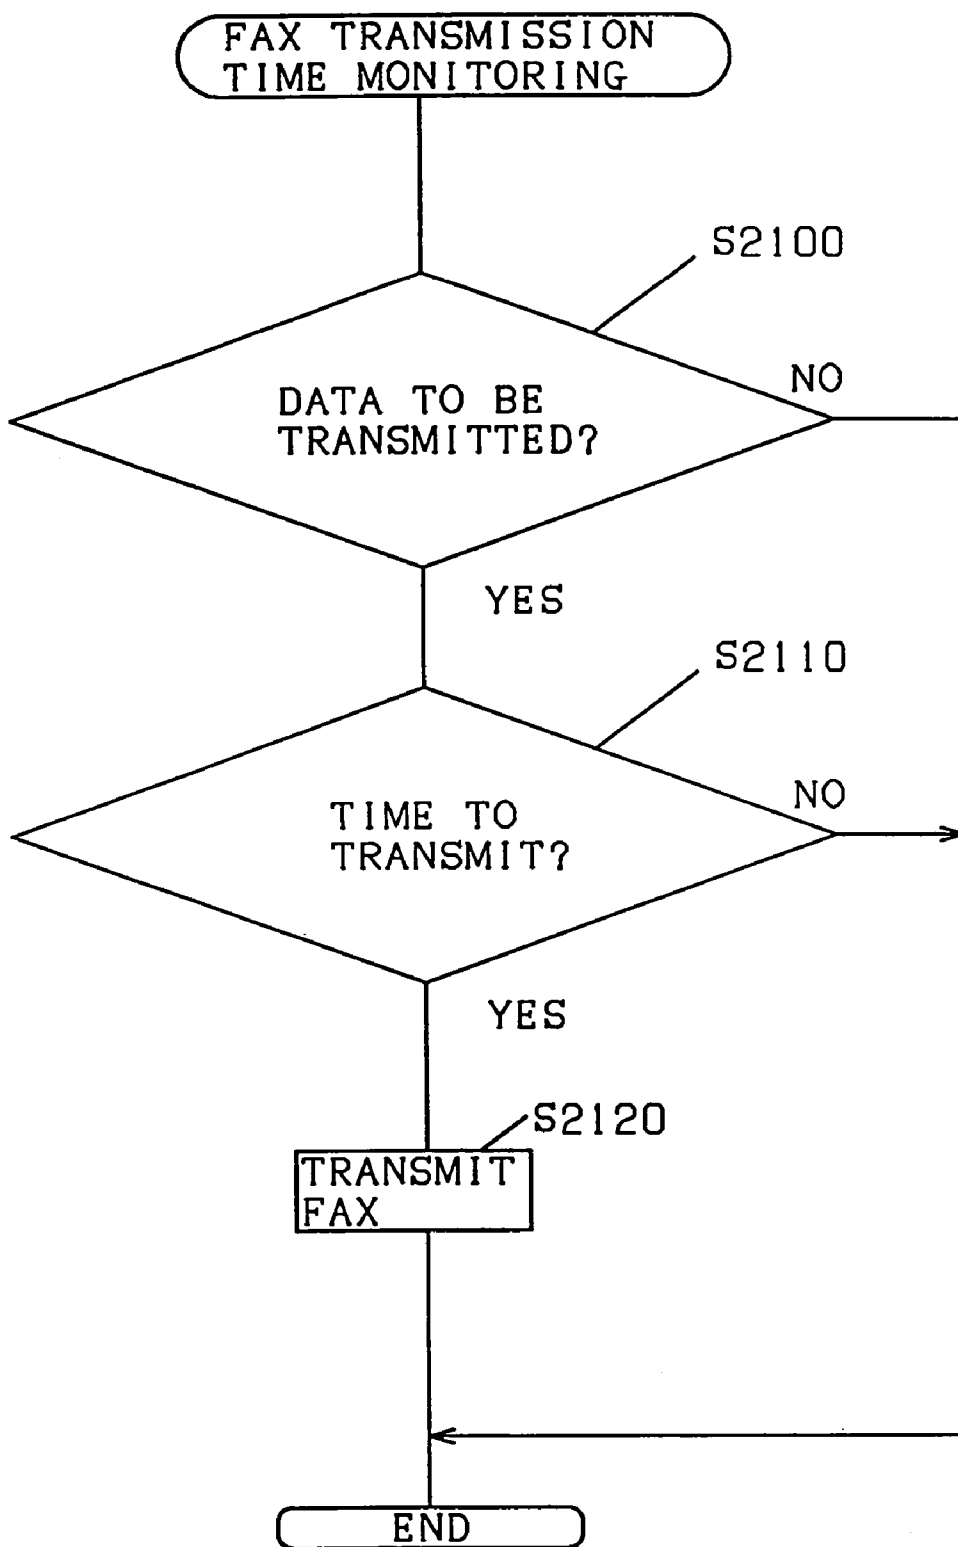 FAX TRANSMISSION
TIME MONITORING
S2100
NO
DATA TO BE
TRANSMITTED?
YES
S2110
NO
TIME TO
TRANSMIT?
YES
S2120
TRANSMIT
FAX
END